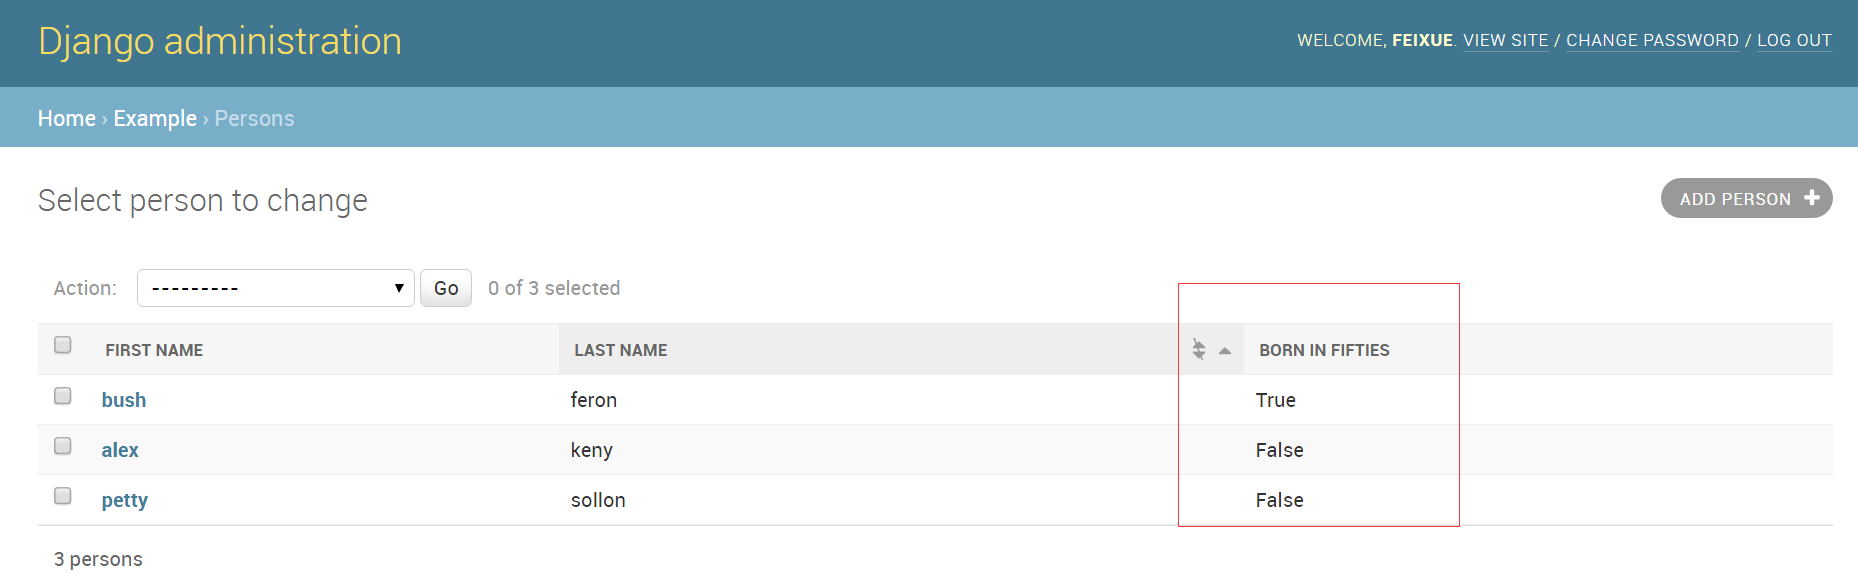 Django administration
WELCOME, FEIXUE. VIEW SITE / CHANGE PASSWORD / LOG OUT
Home › Example › Persons
Select person to change
ADD PERSON
Action: --------- Go 0 of 3 selected
FIRST NAME LAST NAME BORN IN FIFTIES
bush feron True
alex keny False
petty sollon False
3 persons